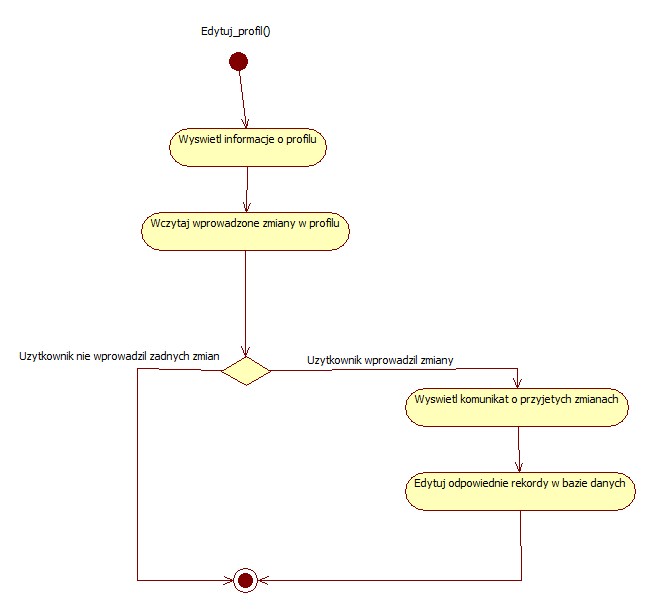 Edytuj_profil()
Wyswietl informacje o profilu
Wczytaj wprowadzone zmiany w profilu
Uzytkownik nie wprowadzil zadnych zmian
Uzytkownik wprowadzil zmiany
Wyswietl komunikat o przyjetych zmianach
Edytuj odpowiednie rekordy w bazie danych